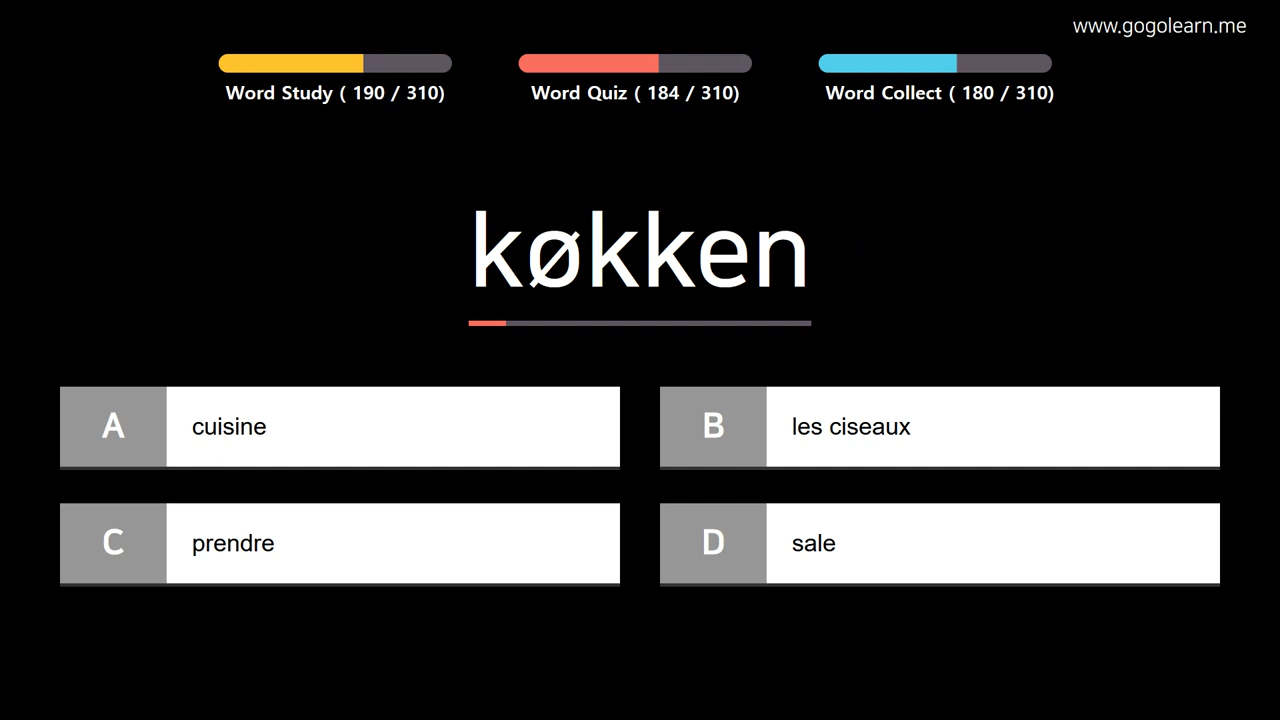 www.gogolearn.me
Word Study ( 190 / 310)
Word Quiz ( 184 / 310)
Word Collect ( 180 / 310)
køkken
A cuisine
B les ciseaux
C prendre
D sale